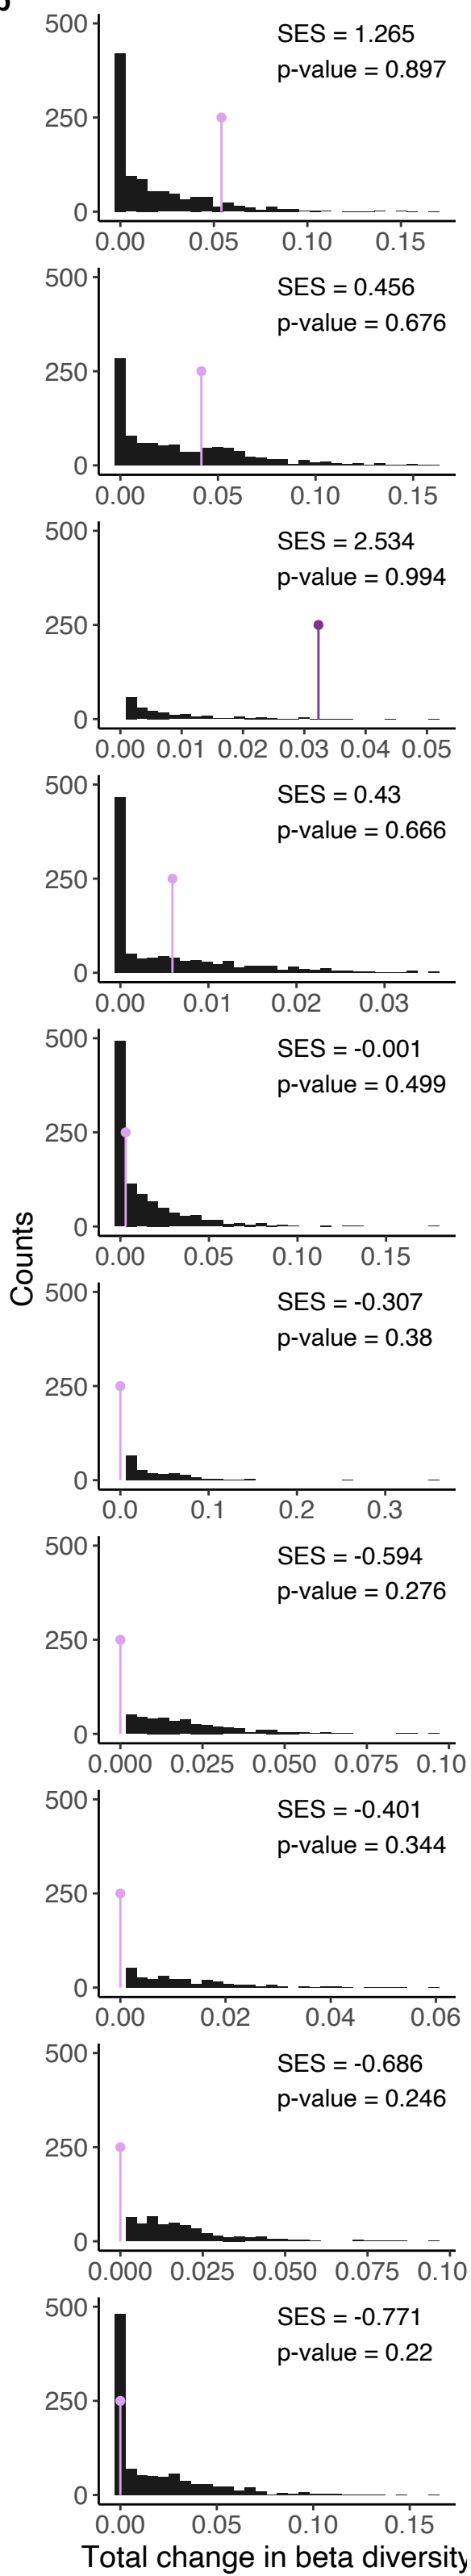 500
SES = 1.265
p-value = 0.897
250
0
0.00 0.05 0.10 0.15
500
SES = 0.456
p-value = 0.676
250
0
0.00 0.05 0.10 0.15
500
SES = 2.534
p-value = 0.994
250
0
0.00 0.01 0.02 0.03 0.04 0.05
500
SES = 0.43
p-value = 0.666
250
0
0.00 0.01 0.02 0.03
500
SES = -0.001
p-value = 0.499
250
0
0.00 0.05 0.10 0.15
Counts
500
SES = -0.307
p-value = 0.38
250
0
0.0 0.1 0.2 0.3
500
SES = -0.594
p-value = 0.276
250
0
0.000 0.025 0.050 0.075 0.10
500
SES = -0.401
p-value = 0.344
250
0
0.00 0.02 0.04 0.06
500
SES = -0.686
p-value = 0.246
250
0
0.000 0.025 0.050 0.075 0.10
500
SES = -0.771
p-value = 0.22
250
0
0.00 0.05 0.10 0.15
Total change in beta diversity